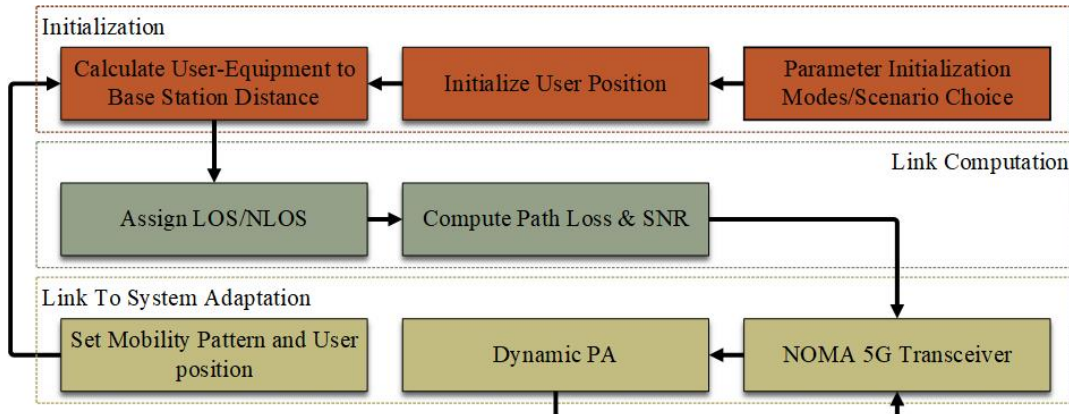 Initialization
Calculate User-Equipment to
Base Station Distance
Initialize User Position
Parameter Initialization
Modes/Scenario Choice
Link Computation
Assign LOS/NLOS
Compute Path Loss & SNR
Link To System Adaptation
Set Mobility Pattern and User
position
Dynamic PA
NOMA 5G Transceiver